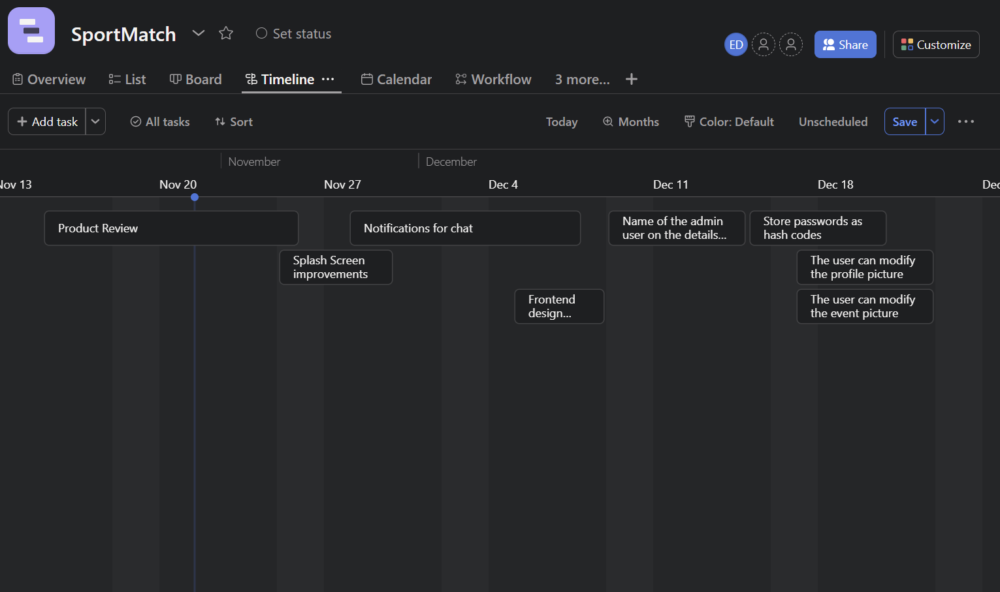 SportMatch
Set status
ED
Share
Customize
Overview
List
Board
Timeline
Calendar
Workflow
3 more...
Add task
All tasks
Sort
Today
Months
Color: Default
Unscheduled
Save
November
December
Nov 13
Nov 20
Nov 27
Dec 4
Dec 11
Dec 18
Dec
Product Review
Notifications for chat
Name of the admin
user on the details...
Store passwords as
hash codes
Splash Screen
improvements
The user can modify
the profile picture
Frontend
design...
The user can modify
the event picture